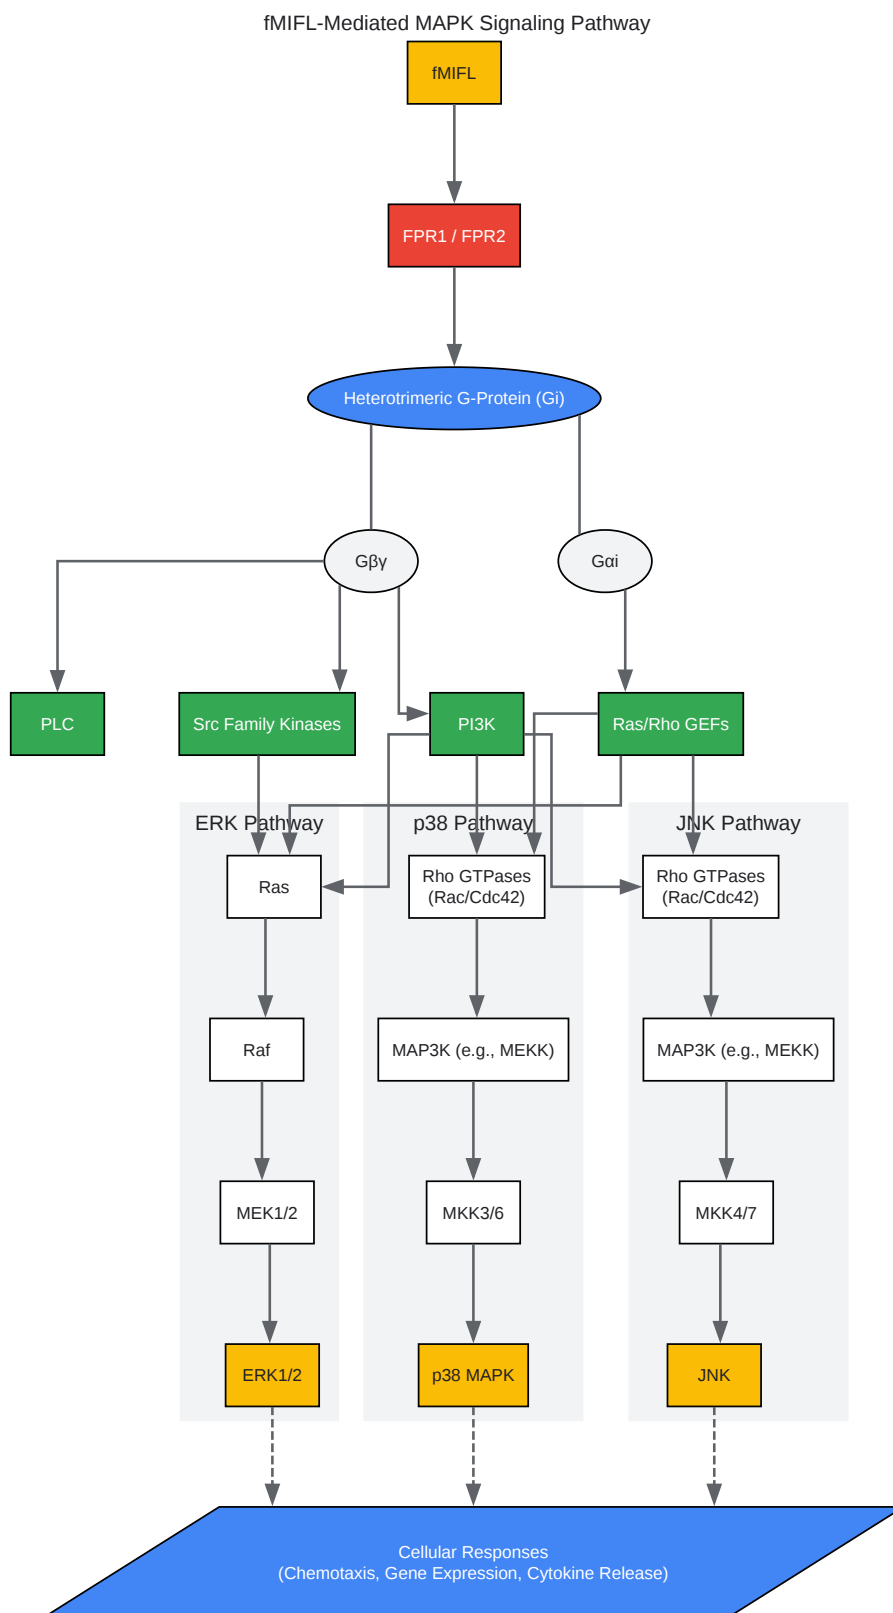 fMIFL-Mediated MAPK Signaling Pathway
fMIFL
FPR1 / FPR2
Heterotrimeric G-Protein (Gi)
Gβγ
Gαi
PLC
Src Family Kinases
PI3K
Ras/Rho GEFs
ERK Pathway
p38 Pathway
JNK Pathway
Ras
Rho GTPases
(Rac/Cdc42)
Rho GTPases
(Rac/Cdc42)
Raf
MAP3K (e.g., MEKK)
MAP3K (e.g., MEKK)
MEK1/2
MKK3/6
MKK4/7
ERK1/2
p38 MAPK
JNK
Cellular Responses
(Chemotaxis, Gene Expression, Cytokine Release)